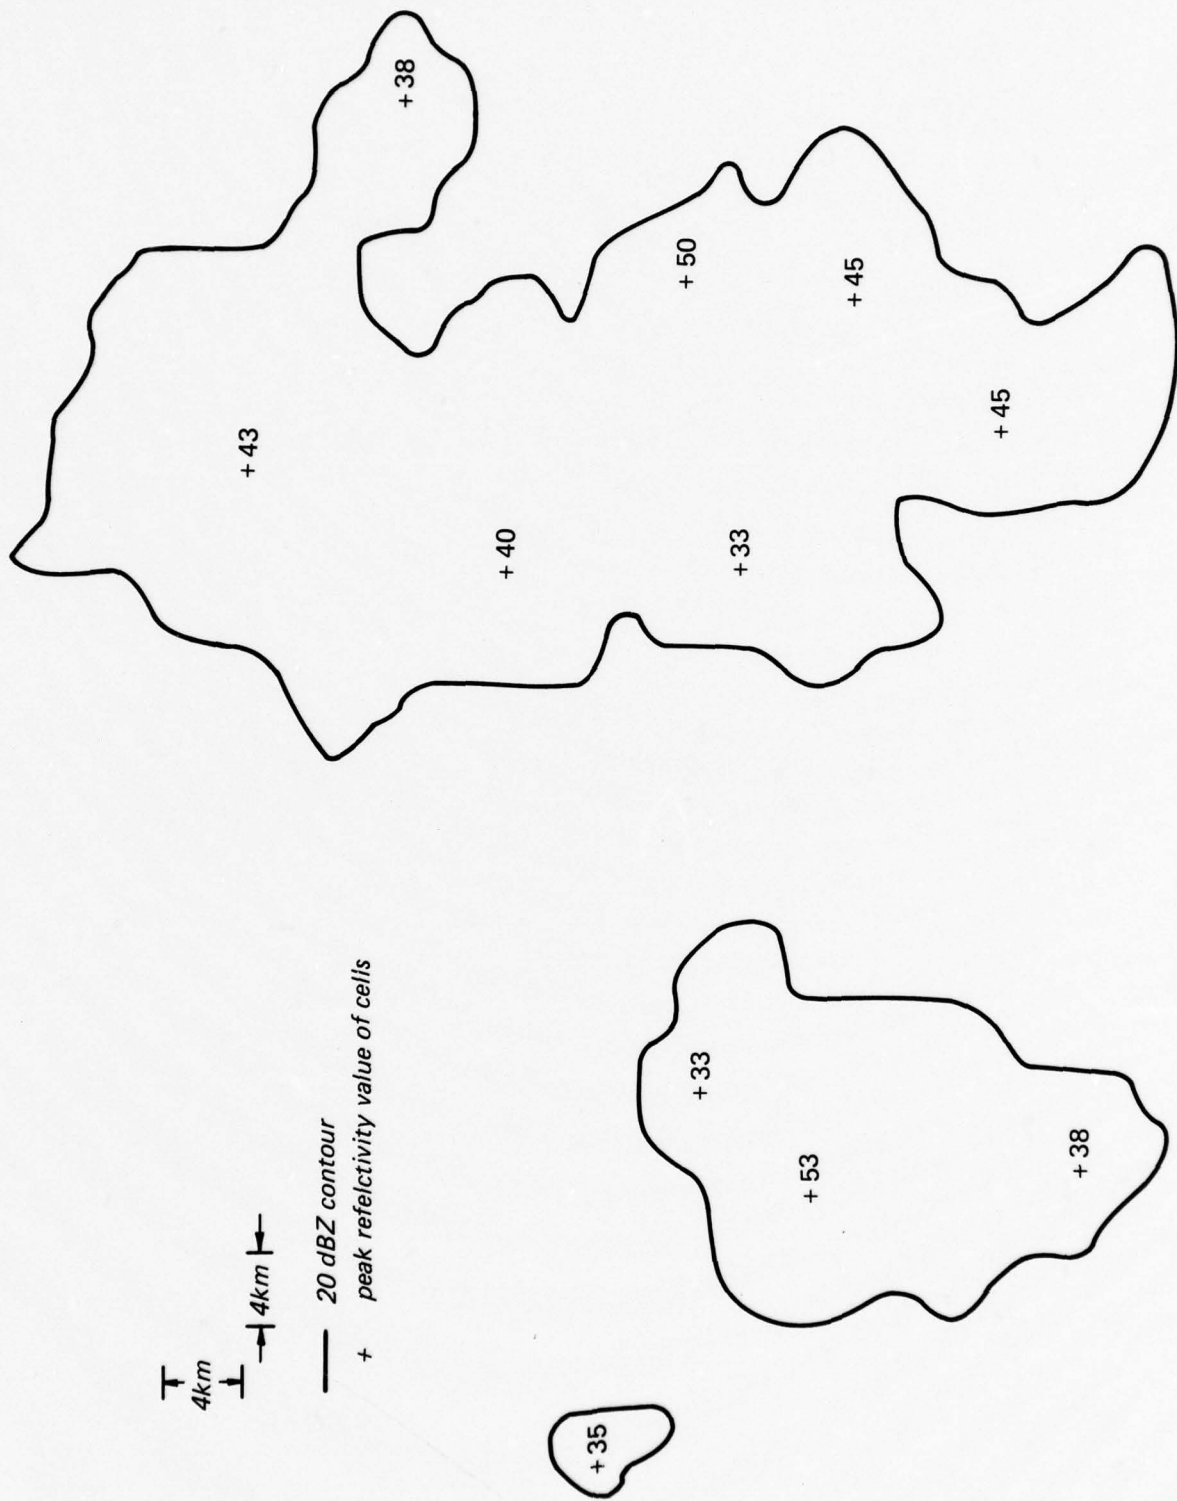 4km
4km
20 dBZ contour
+ peak refelctivity value of cells
+ 38
+ 43
+ 50
+ 45
+ 45
+ 40
+ 33
+ 33
+ 53
+ 38
+ 35